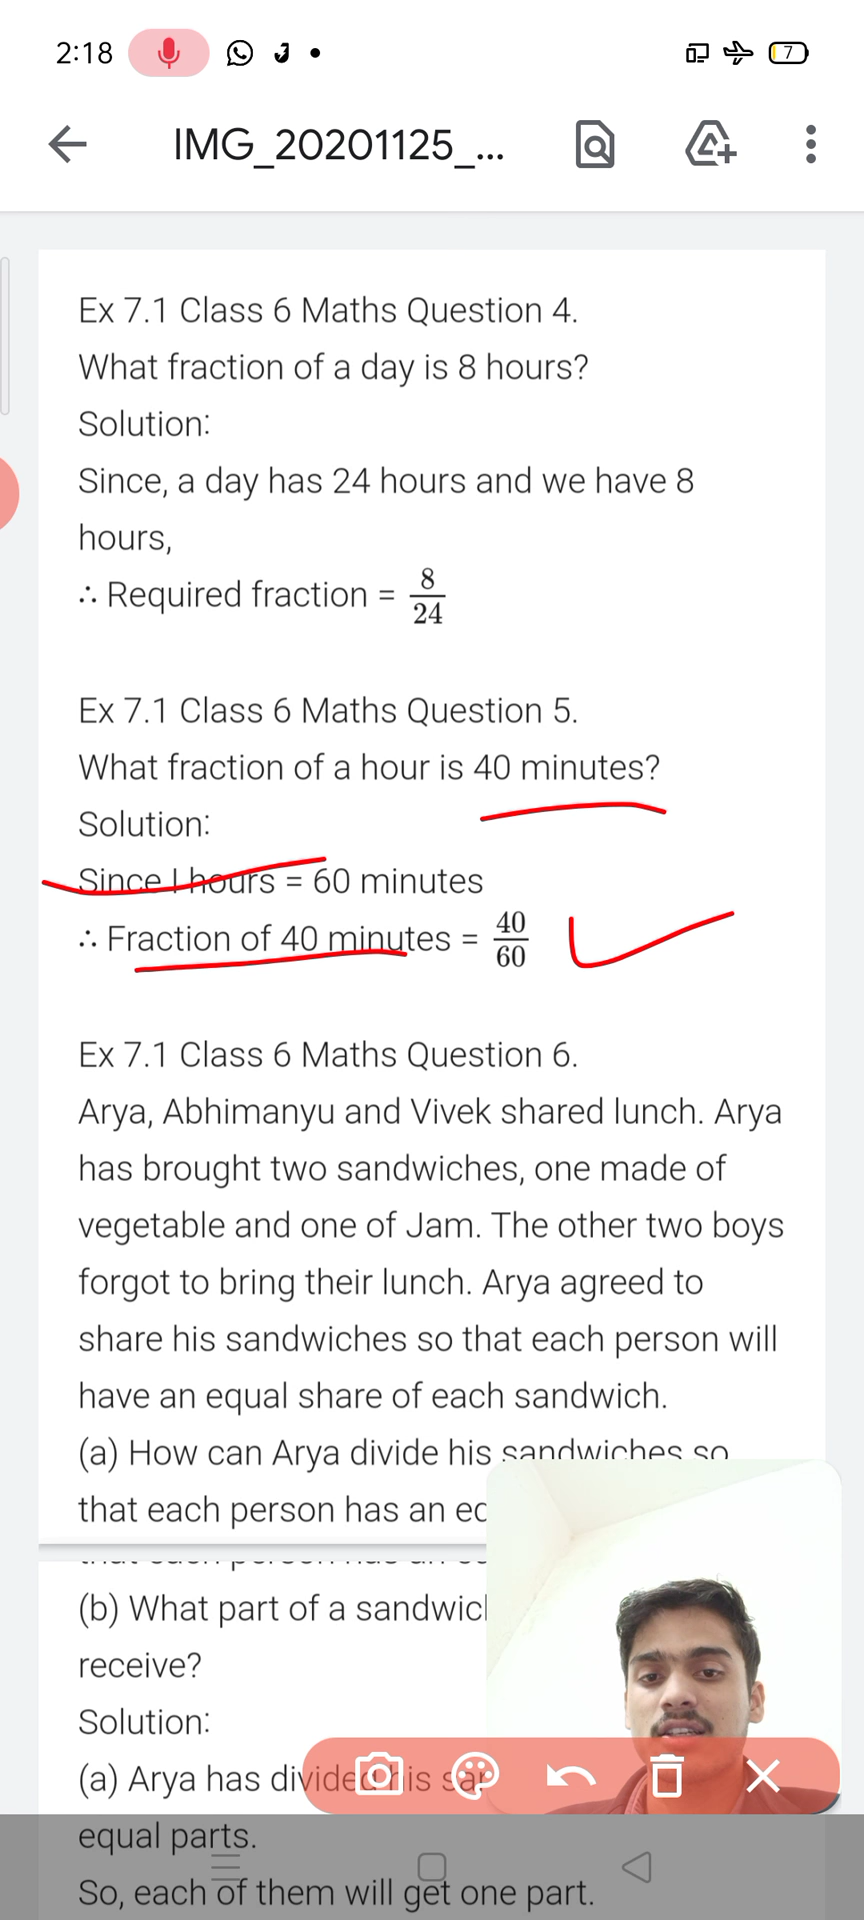 2:18
7
IMG_20201125_...
Ex 7.1 Class 6 Maths Question 4.
What fraction of a day is 8 hours?
Solution:
Since, a day has 24 hours and we have 8
hours,
∴ Required fraction = 8/24
Ex 7.1 Class 6 Maths Question 5.
What fraction of a hour is 40 minutes?
Solution:
Since I hours = 60 minutes
∴ Fraction of 40 minutes = 40/60
Ex 7.1 Class 6 Maths Question 6.
Arya, Abhimanyu and Vivek shared lunch. Arya
has brought two sandwiches, one made of
vegetable and one of Jam. The other two boys
forgot to bring their lunch. Arya agreed to
share his sandwiches so that each person will
have an equal share of each sandwich.
(a) How can Arya divide his sandwiches so
that each person has an
(b) What part of a
receive?
Solution:
(a) Arya has divided his
equal parts.
So, each of them will get one part.